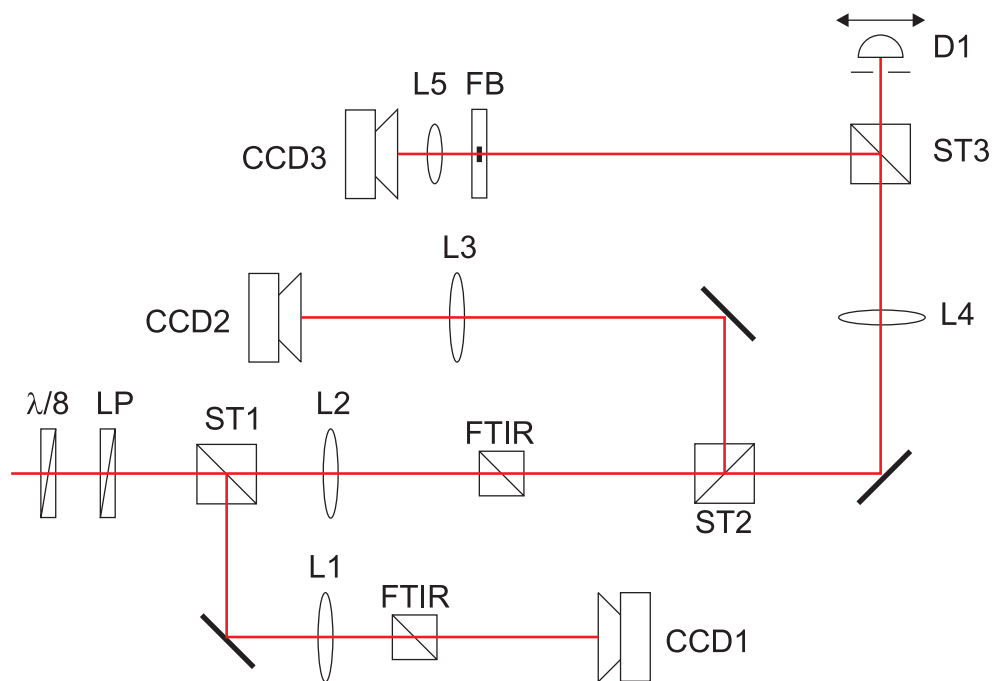 D1
L5 FB
CCD3
ST3
L3
CCD2
L4
λ/8 LP
ST1
L2
FTIR
ST2
L1
FTIR
CCD1